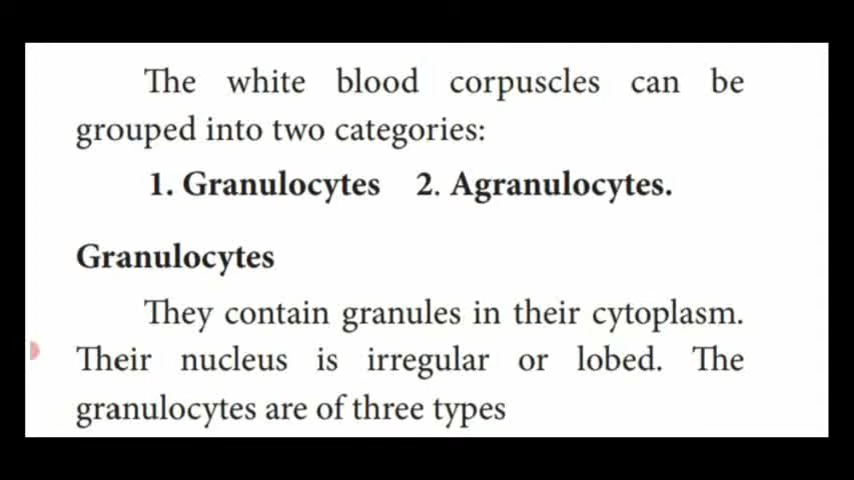 The white blood corpuscles can be
grouped into two categories:
1. Granulocytes 2. Agranulocytes.
Granulocytes
They contain granules in their cytoplasm.
Their nucleus is irregular or lobed. The
granulocytes are of three types